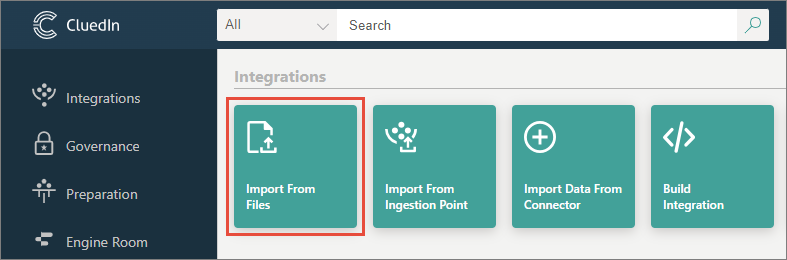 CluedIn
All
Search
Integrations
Governance
Preparation
Engine Room
Integrations
Import From
Files
Import From
Ingestion Point
Import Data From
Connector
Build
Integration